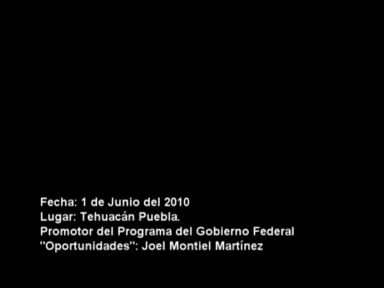 Fecha: 1 de Junio del 2010
Lugar: Tehuacán Puebla.
Promotor del Programa del Gobierno Federal
"Oportunidades": Joel Montiel Martínez